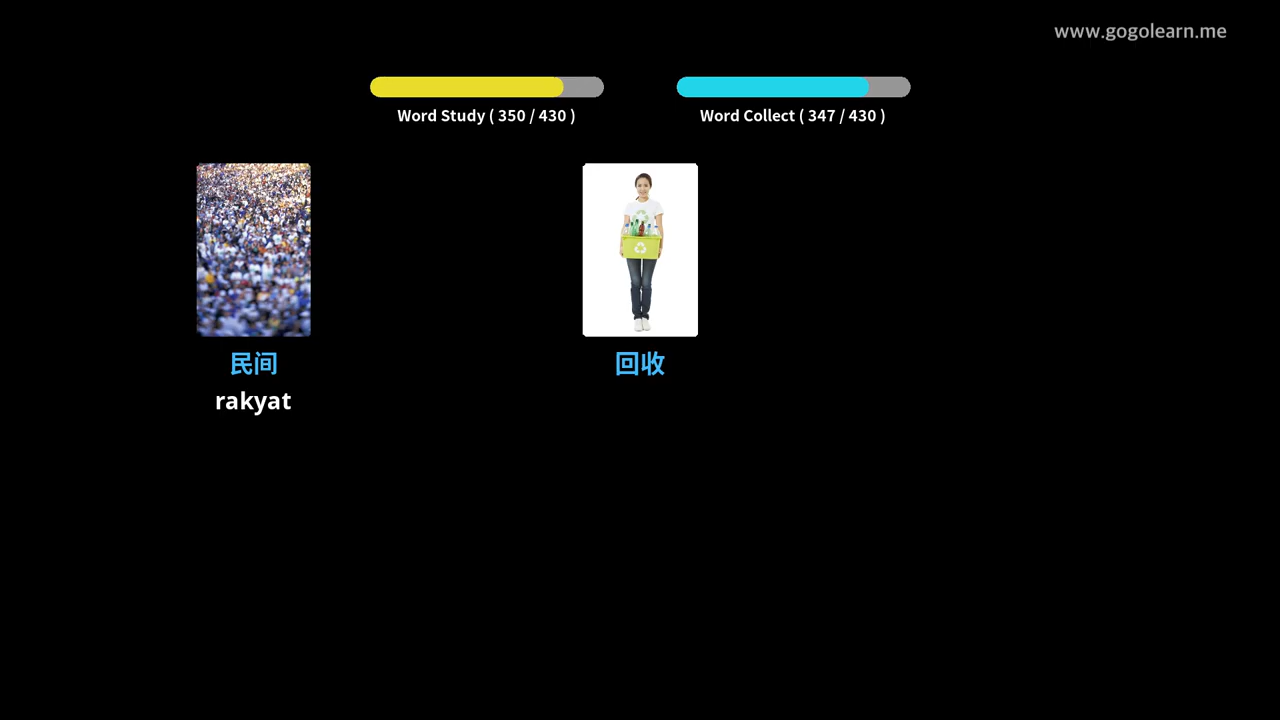 www.gogolearn.me
Word Study ( 350 / 430 )
Word Collect ( 347 / 430 )
民间
回收
rakyat